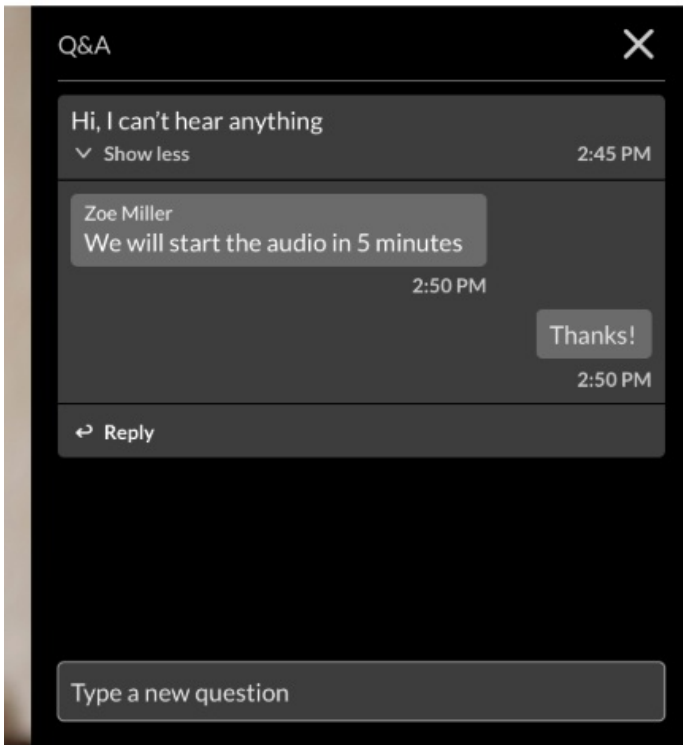 Q&A
Hi, I can’t hear anything
Show less
2:45 PM
Zoe Miller
We will start the audio in 5 minutes
2:50 PM
Thanks!
2:50 PM
Reply
Type a new question